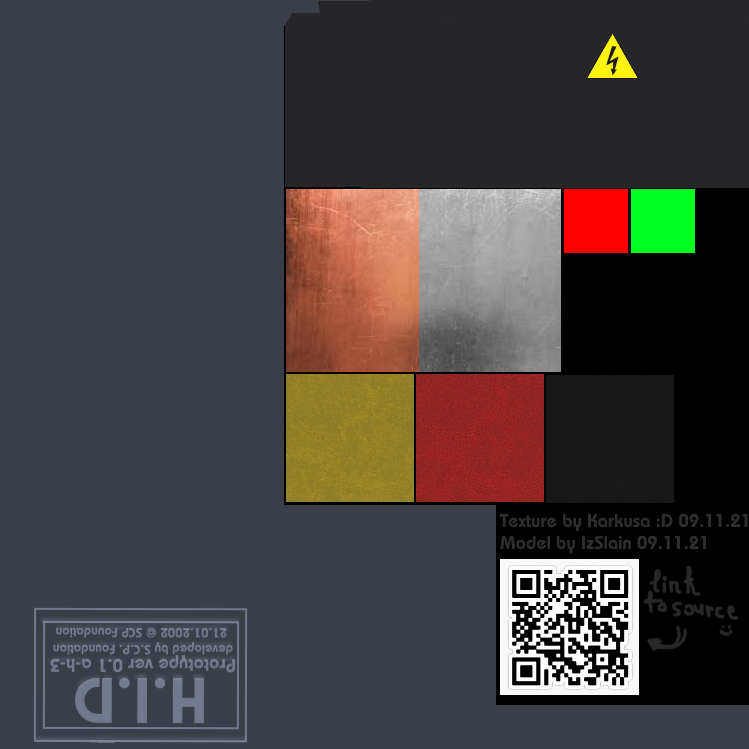 Texture by Karkusa :D 09.11.21
Model by IzSlain 09.11.21
link
to source
H.I.D
Prototype ver 0.1 a-h-3
developed by S.C.P. Foundation
21.01.2002 © SCP Foundation